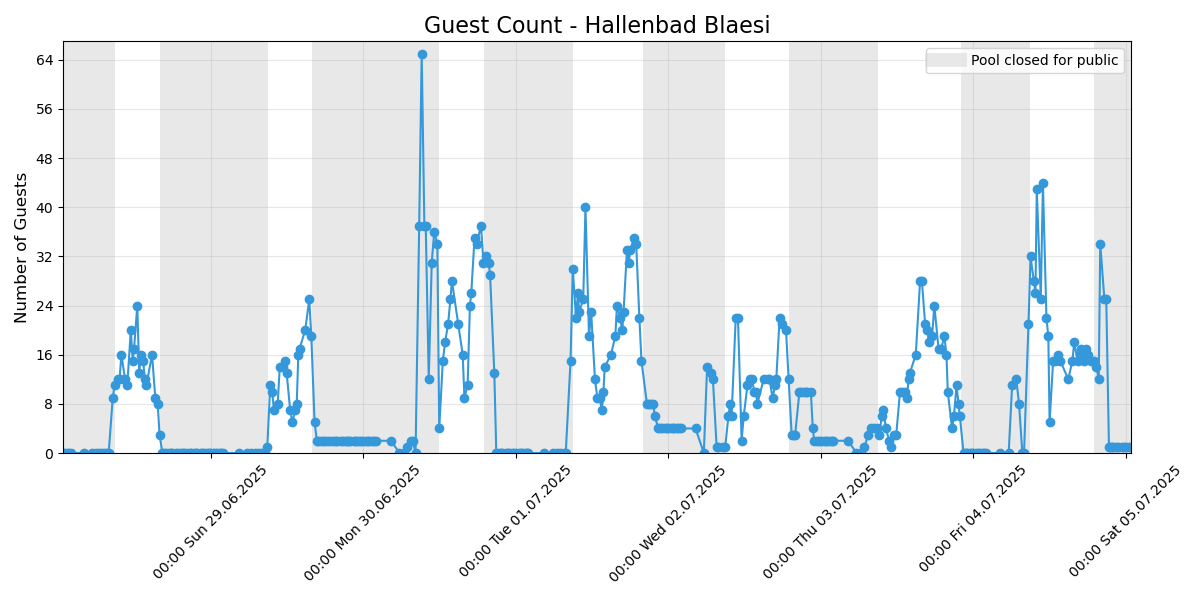 Guest Count - Hallenbad Blaesi
Pool closed for public
Number of Guests
64
56
48
40
32
24
16
8
0
00:00 Sun 29.06.2025
00:00 Mon 30.06.2025
00:00 Tue 01.07.2025
00:00 Wed 02.07.2025
00:00 Thu 03.07.2025
00:00 Fri 04.07.2025
00:00 Sat 05.07.2025